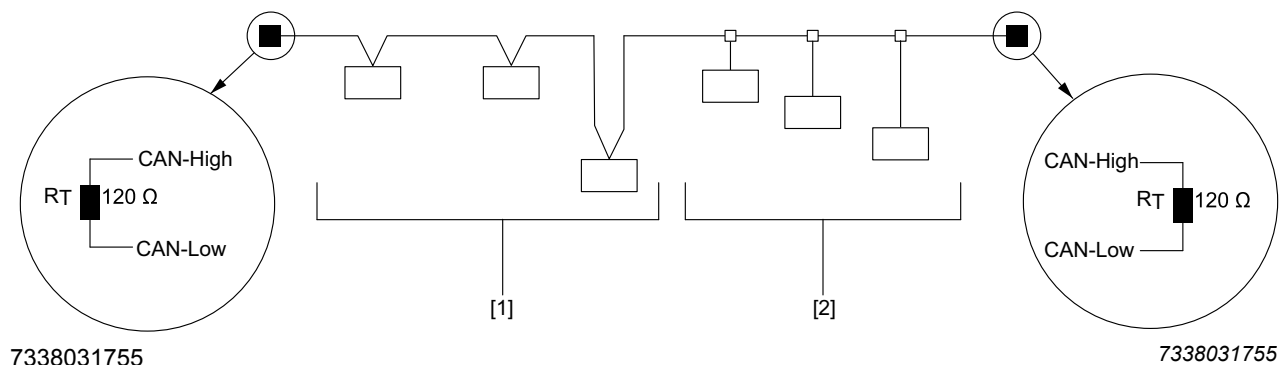 CAN-High
RT 120 Ω
CAN-Low
CAN-High
RT 120 Ω
CAN-Low
[1]
[2]
7338031755
7338031755